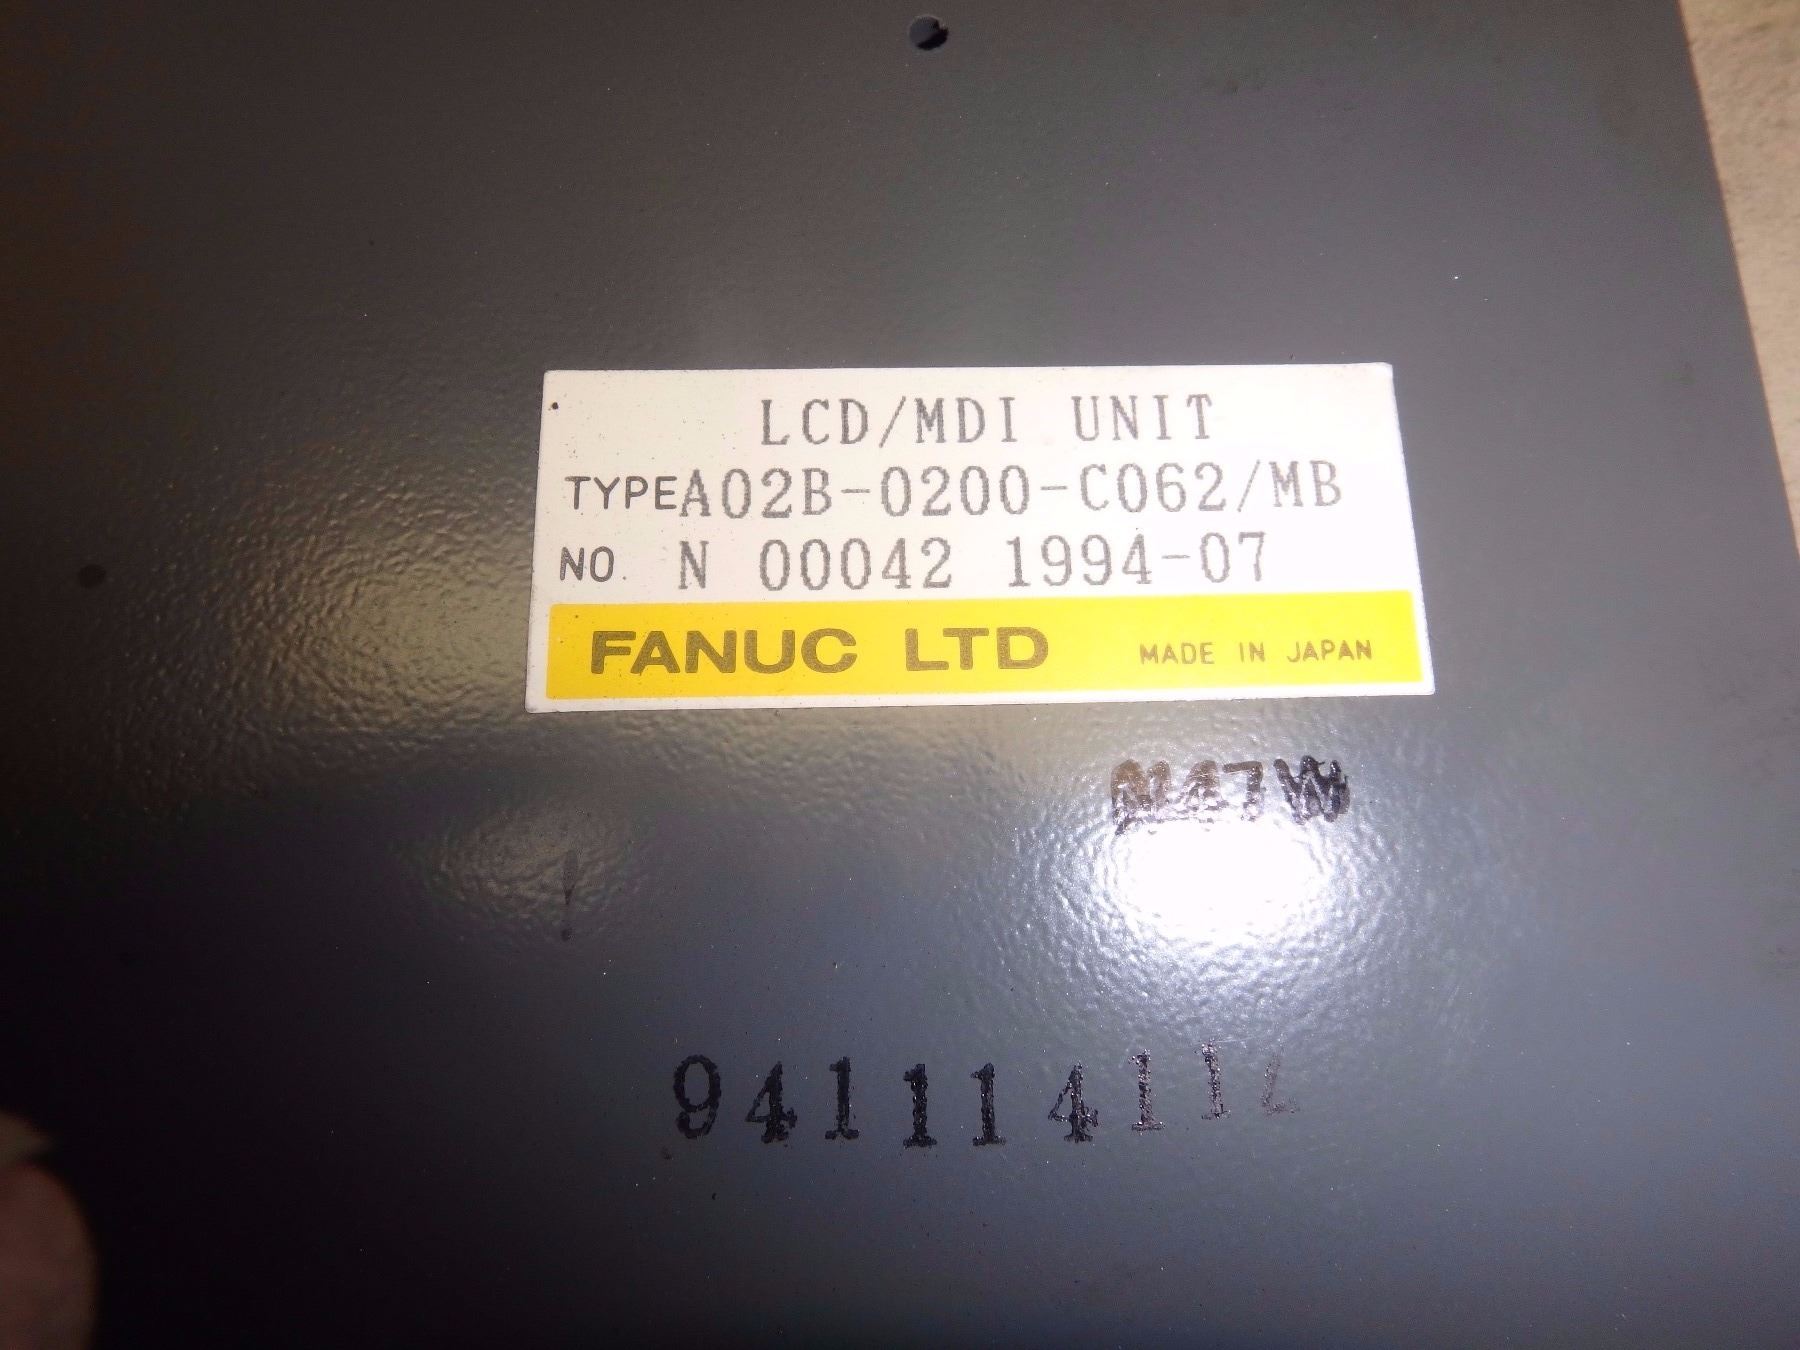 LCD/MDI UNIT
TYPE A02B-0200-C062/MB
NO. N 00042 1994-07
FANUC LTD MADE IN JAPAN